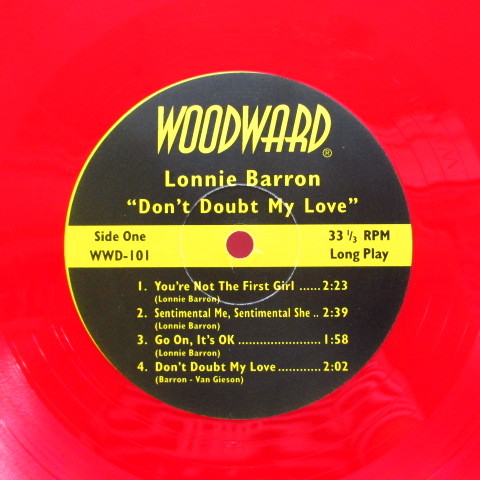 WOODWARD®
Lonnie Barron
"Don't Doubt My Love"
Side One
WWD-101
33 1/3 RPM
Long Play
1. You're Not The First Girl ...... 2:23
(Lonnie Barron)
2. Sentimental Me, Sentimental She .. 2:39
(Lonnie Barron)
3. Go On, It's OK ....................... 1:58
(Lonnie Barron)
4. Don't Doubt My Love ............ 2:02
(Barron - Van Gieson)